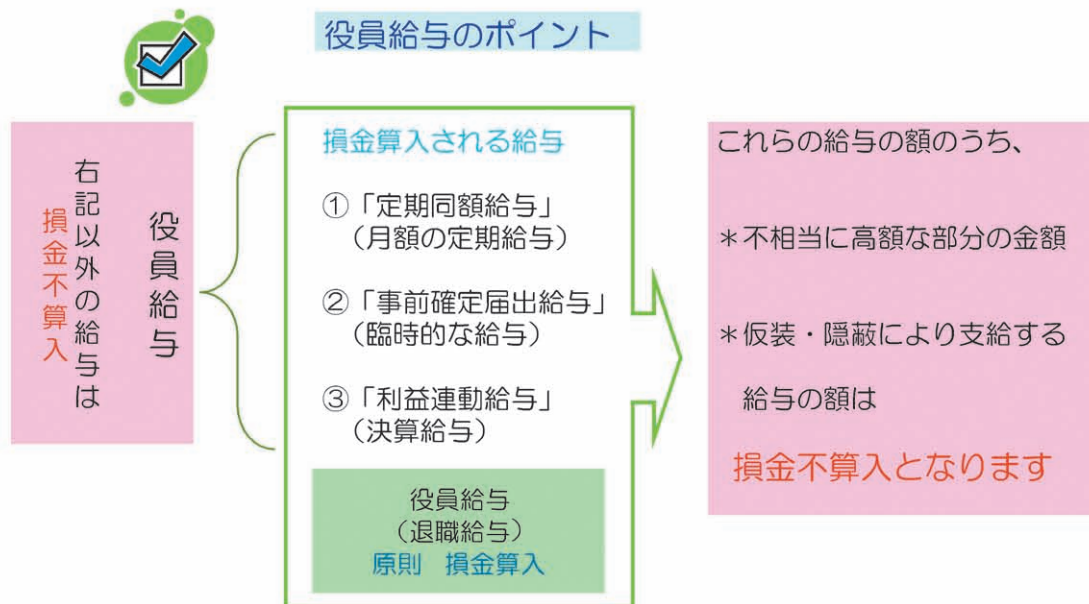 役員給与のポイント
役員給与
右記以外の給与は
損金不算入
損金算入される給与
①「定期同額給与」
（月額の定期給与）
②「事前確定届出給与」
（臨時的な給与）
③「利益連動給与」
（決算給与）
役員給与
（退職給与）
原則　損金算入
これらの給与の額のうち、
＊不相当に高額な部分の金額
＊仮装・隠蔽により支給する
給与の額は
損金不算入となります